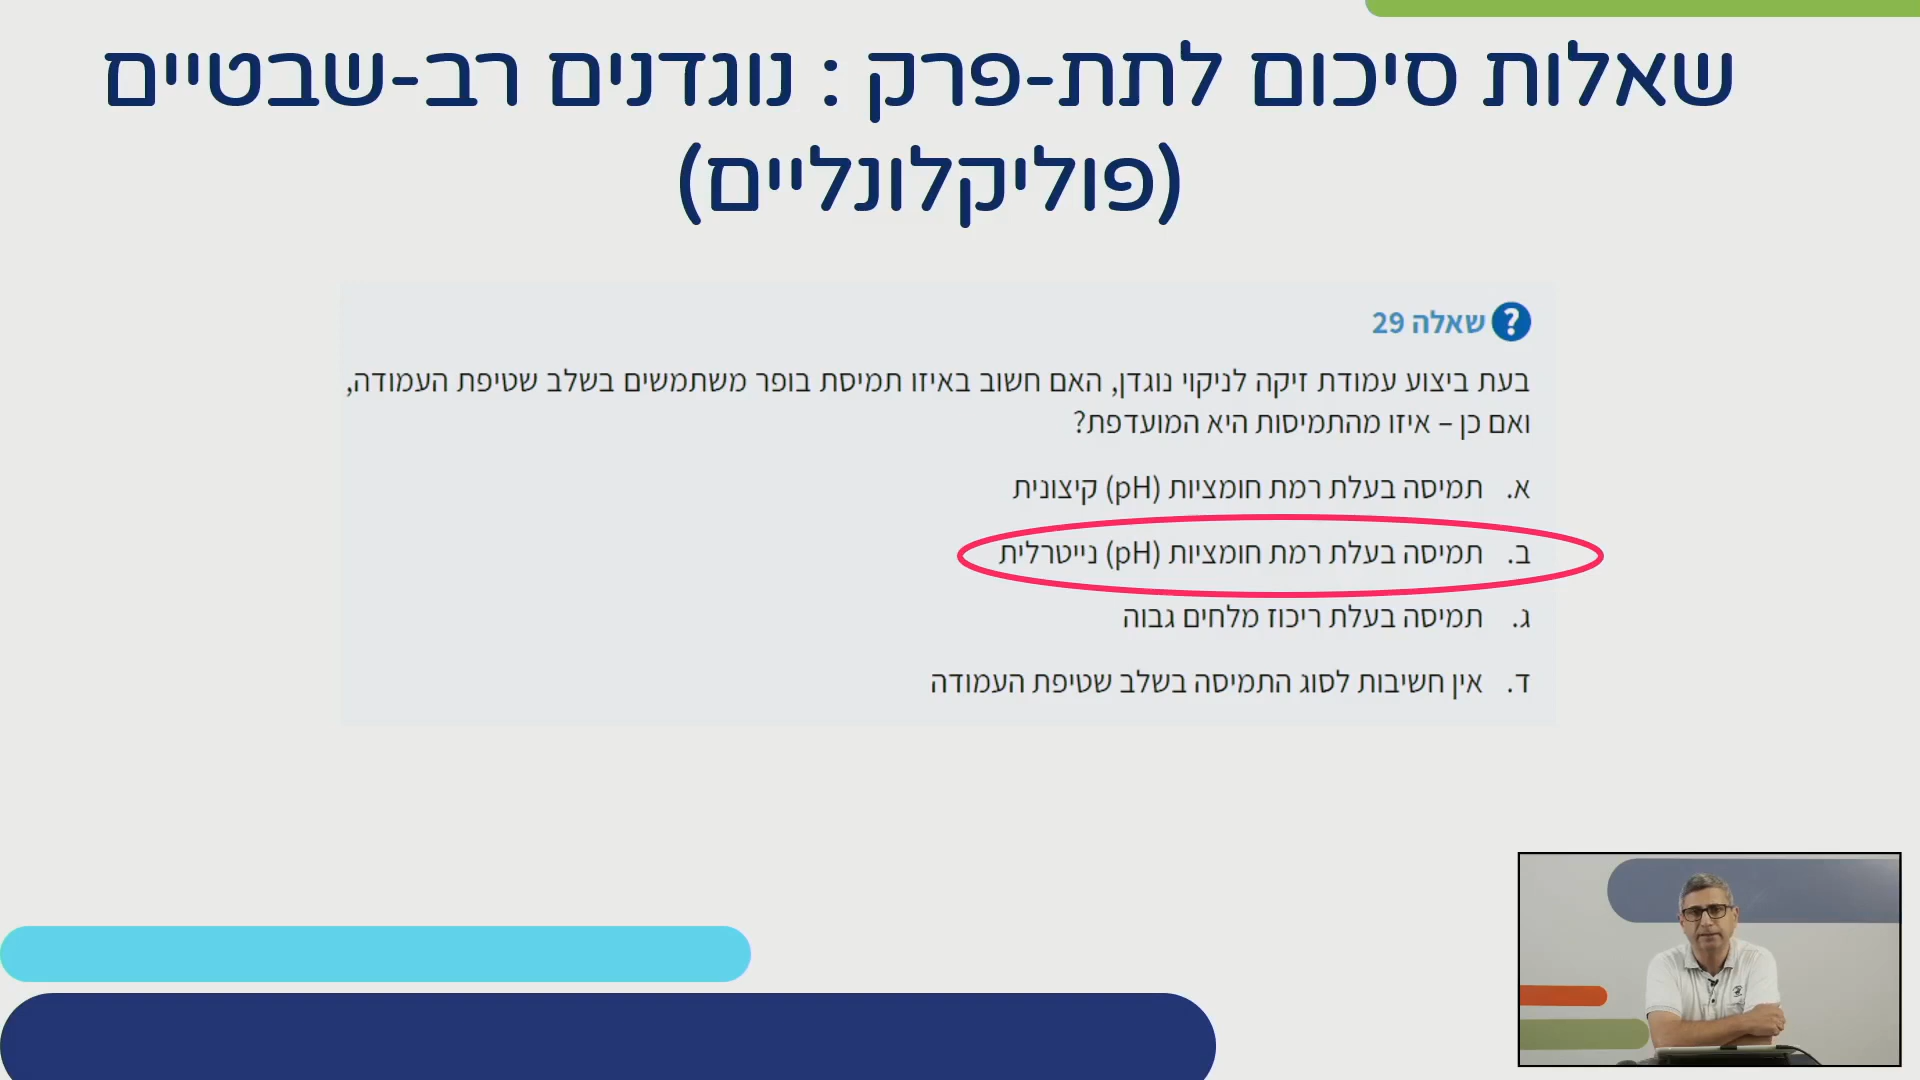 שאלות סיכום לתת-פרק : נוגדנים רב-שבטיים
(פוליקלונליים)
? שאלה 29
בעת ביצוע עמודת זיקה לניקוי נוגדן, האם חשוב באיזו תמיסת בופר משתמשים בשלב שטיפת העמודה,
ואם כן – איזו מהתמיסות היא המועדפת?
א. תמיסה בעלת רמת חומציות (pH) קיצונית
ב. תמיסה בעלת רמת חומציות (pH) נייטרלית
ג. תמיסה בעלת ריכוז מלחים גבוה
ד. אין חשיבות לסוג התמיסה בשלב שטיפת העמודה